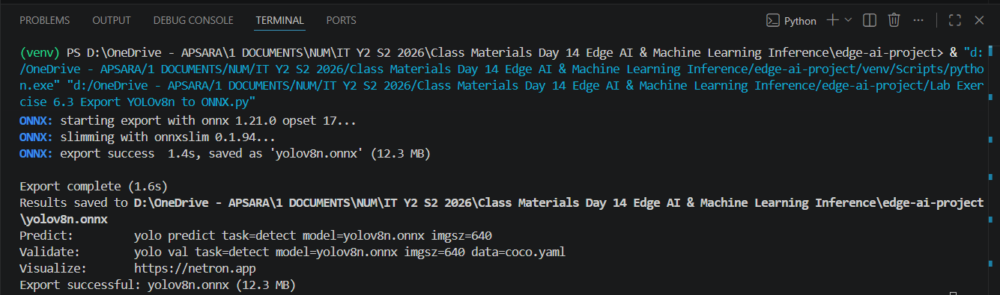 PROBLEMS OUTPUT DEBUG CONSOLE TERMINAL PORTS Python
(venv) PS D:\OneDrive - APSARA\1 DOCUMENTS\NUM\IT Y2 S2 2026\Class Materials Day 14 Edge AI & Machine Learning Inference\edge-ai-project> & "d:
/OneDrive - APSARA/1 DOCUMENTS/NUM/IT Y2 S2 2026/Class Materials Day 14 Edge AI & Machine Learning Inference/edge-ai-project/venv/Scripts/pytho
n.exe" "d:/OneDrive - APSARA/1 DOCUMENTS/NUM/IT Y2 S2 2026/Class Materials Day 14 Edge AI & Machine Learning Inference/edge-ai-project/Lab Exer
cise 6.3 Export YOLOv8n to ONNX.py"
ONNX: starting export with onnx 1.21.0 opset 17...
ONNX: slimming with onnxslim 0.1.94...
ONNX: export success 1.4s, saved as 'yolov8n.onnx' (12.3 MB)
Export complete (1.6s)
Results saved to D:\OneDrive - APSARA\1 DOCUMENTS\NUM\IT Y2 S2 2026\Class Materials Day 14 Edge AI & Machine Learning Inference\edge-ai-project
\yolov8n.onnx
Predict: yolo predict task=detect model=yolov8n.onnx imgsz=640
Validate: yolo val task=detect model=yolov8n.onnx imgsz=640 data=coco.yaml
Visualize: https://netron.app
Export successful: yolov8n.onnx (12.3 MB)